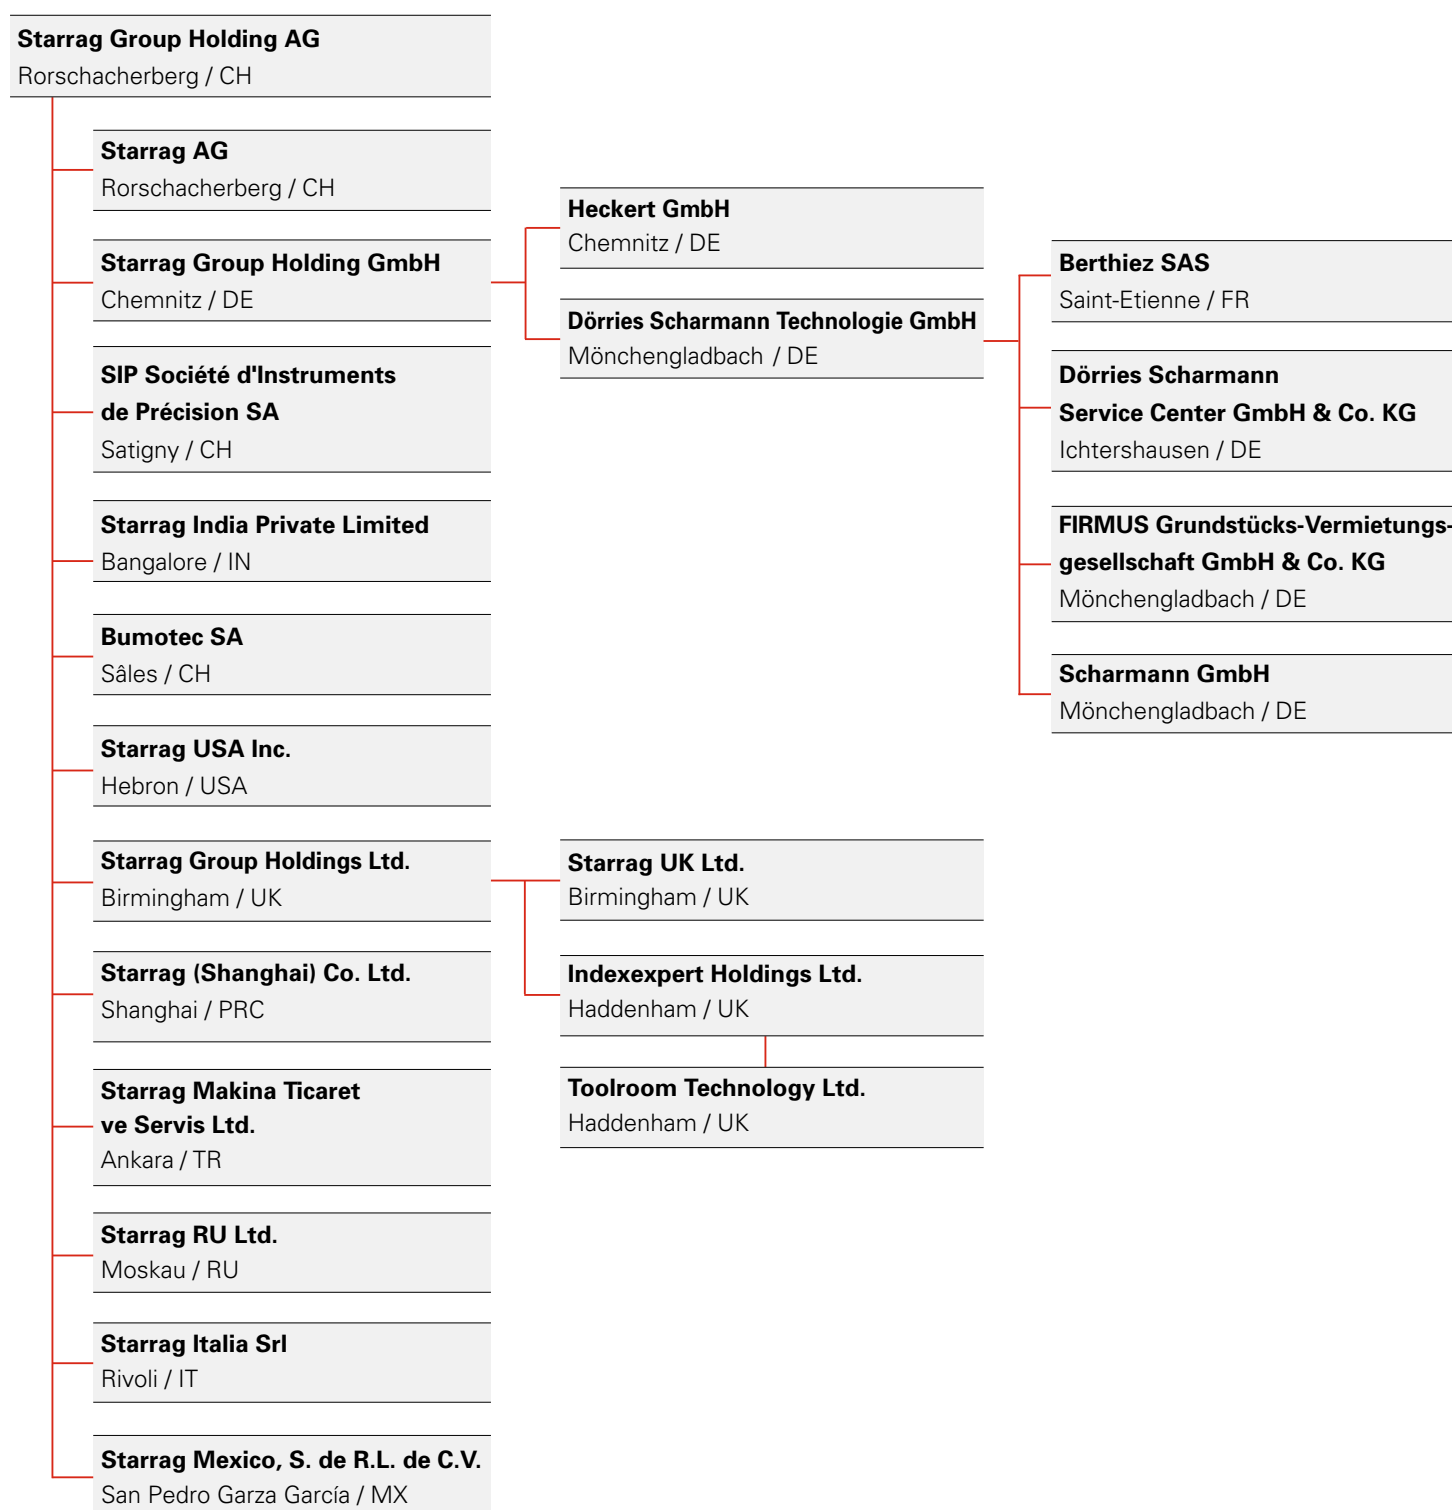 Starrag Group Holding AG
Rorschacherberg / CH
Starrag AG
Rorschacherberg / CH
Starrag Group Holding GmbH
Chemnitz / DE
SIP Société d'Instruments
de Précision SA
Satigny / CH
Starrag India Private Limited
Bangalore / IN
Bumotec SA
Sâles / CH
Starrag USA Inc.
Hebron / USA
Starrag Group Holdings Ltd.
Birmingham / UK
Starrag (Shanghai) Co. Ltd.
Shanghai / PRC
Starrag Makina Ticaret
ve Servis Ltd.
Ankara / TR
Starrag RU Ltd.
Moskau / RU
Starrag Italia Srl
Rivoli / IT
Starrag Mexico, S. de R.L. de C.V.
San Pedro Garza García / MX
Heckert GmbH
Chemnitz / DE
Dörries Scharmann Technologie GmbH
Mönchengladbach / DE
Starrag UK Ltd.
Birmingham / UK
Indexexpert Holdings Ltd.
Haddenham / UK
Toolroom Technology Ltd.
Haddenham / UK
Berthiez SAS
Saint-Etienne / FR
Dörries Scharmann
Service Center GmbH & Co. KG
Ichtershausen / DE
FIRMUS Grundstücks-Vermietungs-
gesellschaft GmbH & Co. KG
Mönchengladbach / DE
Scharmann GmbH
Mönchengladbach / DE